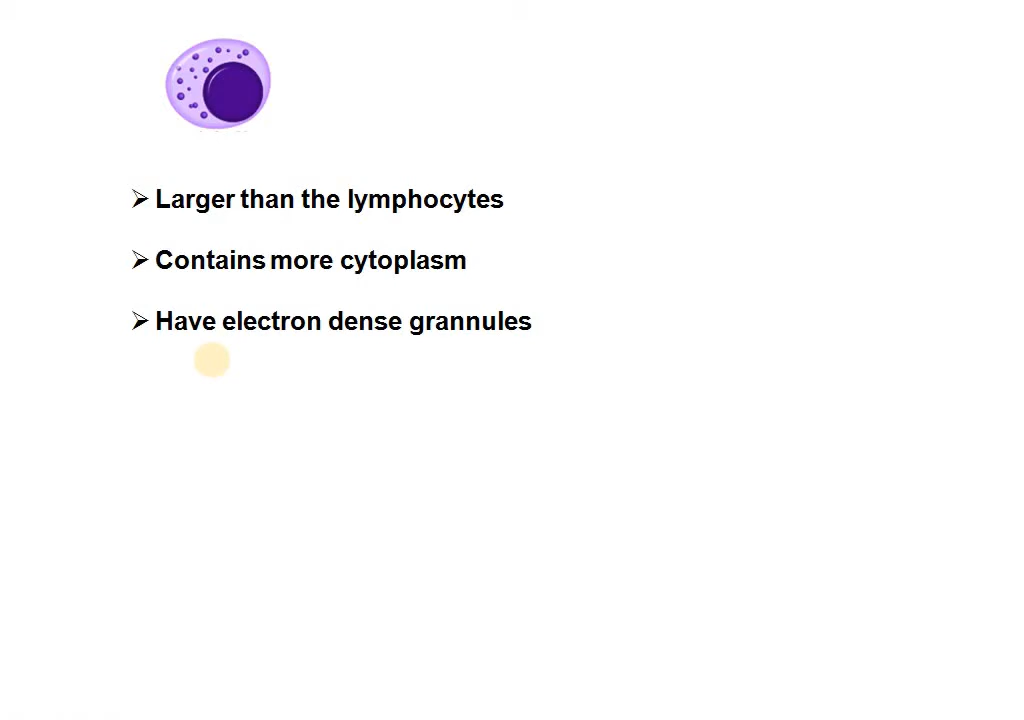 Larger than the lymphocytes
Contains more cytoplasm
Have electron dense grannules